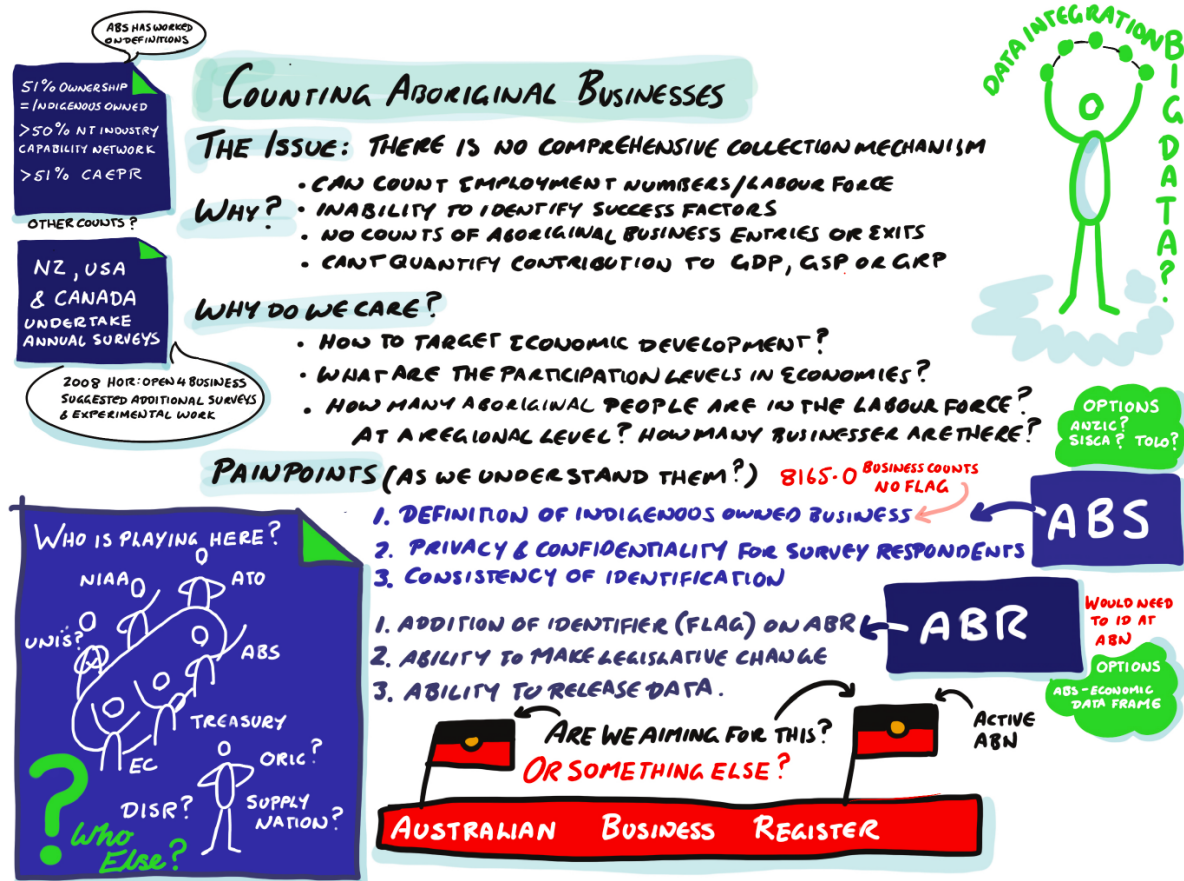 ABS HAS WORKED
ON DEFINITIONS
51% OWNERSHIP
= INDIGENOUS OWNED
>50% NT INDUSTRY
CAPABILITY NETWORK
>51% CAEPR
OTHER COUNTS?
NZ, USA
& CANADA
UNDERTAKE
ANNUAL SURVEYS
2008 HOR: OPEN 4 BUSINESS
SUGGESTED ADDITIONAL SURVEYS
& EXPERIMENTAL WORK
COUNTING ABORIGINAL BUSINESSES
THE ISSUE: THERE IS NO COMPREHENSIVE COLLECTION MECHANISM
WHY?
• CAN COUNT EMPLOYMENT NUMBERS/LABOUR FORCE
• INABILITY TO IDENTIFY SUCCESS FACTORS
• NO COUNTS OF ABORIGINAL BUSINESS ENTRIES OR EXITS
• CANT QUANTIFY CONTRIBUTION TO GDP, GSP OR GRP
WHY DO WE CARE?
• HOW TO TARGET ECONOMIC DEVELOPMENT?
• WHAT ARE THE PARTICIPATION LEVELS IN ECONOMIES?
• HOW MANY ABORIGINAL PEOPLE ARE IN THE LABOUR FORCE?
AT A REGIONAL LEVEL? HOW MANY BUSINESSER ARE THERE?
DATA INTEGRATION
BIG DATA?
PAINPOINTS (AS WE UNDERSTAND THEM?)
8165.0 BUSINESS COUNTS
NO FLAG
1. DEFINITION OF INDIGENOUS OWNED BUSINESS
2. PRIVACY & CONFIDENTIALITY FOR SURVEY RESPONDENTS
3. CONSISTENCY OF IDENTIFICATION
ABS
OPTIONS
ANZIC?
SISCA? TOLO?
1. ADDITION OF IDENTIFIER (FLAG) ON ABR
2. ABILITY TO MAKE LEGISLATIVE CHANGE
3. ABILITY TO RELEASE DATA.
ABR
WOULD NEED
TO ID AT
ABN
OPTIONS
ABS - ECONOMIC
DATA FRAME
ARE WE AIMING FOR THIS?
OR SOMETHING ELSE?
ACTIVE
ABN
AUSTRALIAN BUSINESS REGISTER
WHO IS PLAYING HERE?
NIAA
ATO
UNI'S?
ABS
TREASURY
EC
ORIC?
DISR?
SUPPLY
NATION?
?
Who
Else?